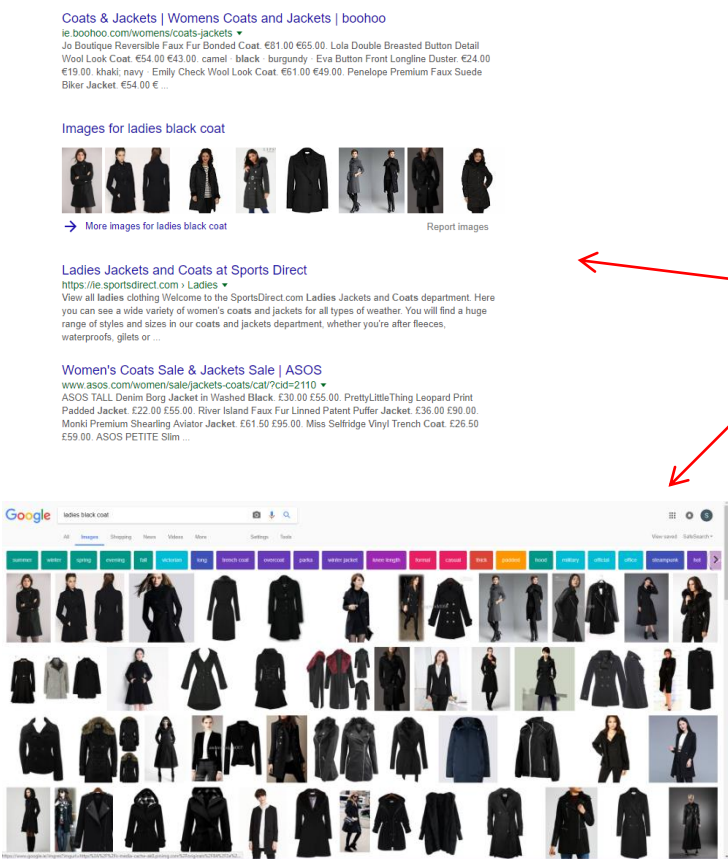 Coats & Jackets | Womens Coats and Jackets | boohoo
ie.boohoo.com/womens/coats-jackets
Jo Boutique Reversible Faux Fur Bonded Coat. €81.00 €65.00. Lola Double Breasted Button Detail
Wool Look Coat. €54.00 €43.00. camel · black · burgundy · Eva Button Front Longline Duster. €24.00
€19.00. khaki; navy · Emily Check Wool Look Coat. €61.00 €49.00. Penelope Premium Faux Suede
Biker Jacket. €54.00 € ...
Images for ladies black coat
More images for ladies black coat
Report images
Ladies Jackets and Coats at Sports Direct
https://ie.sportsdirect.com › Ladies
View all ladies clothing Welcome to the SportsDirect.com Ladies Jackets and Coats department. Here
you can see a wide variety of women's coats and jackets for all types of weather. You will find a huge
range of styles and sizes in our coats and jackets department, whether you're after fleeces,
waterproofs, gilets or ...
Women's Coats Sale & Jackets Sale | ASOS
www.asos.com/women/sale/jackets-coats/cat/?cid=2110
ASOS TALL Denim Borg Jacket in Washed Black. £30.00 £55.00. PrettyLittleThing Leopard Print
Padded Jacket. £22.00 £55.00. River Island Faux Fur Linned Patent Puffer Jacket. £36.00 £90.00.
Monki Premium Shearling Aviator Jacket. £61.50 £95.00. Miss Selfridge Vinyl Trench Coat. £26.50
£59.00. ASOS PETITE Slim ...
Google ladies black coat S
All Images Shopping News Videos More Settings Tools View saved SafeSearch
summer winter spring evening hill victorian long trench coat overcoat parka winter jacket knee length formal casual thick hood military official office steampunk hot